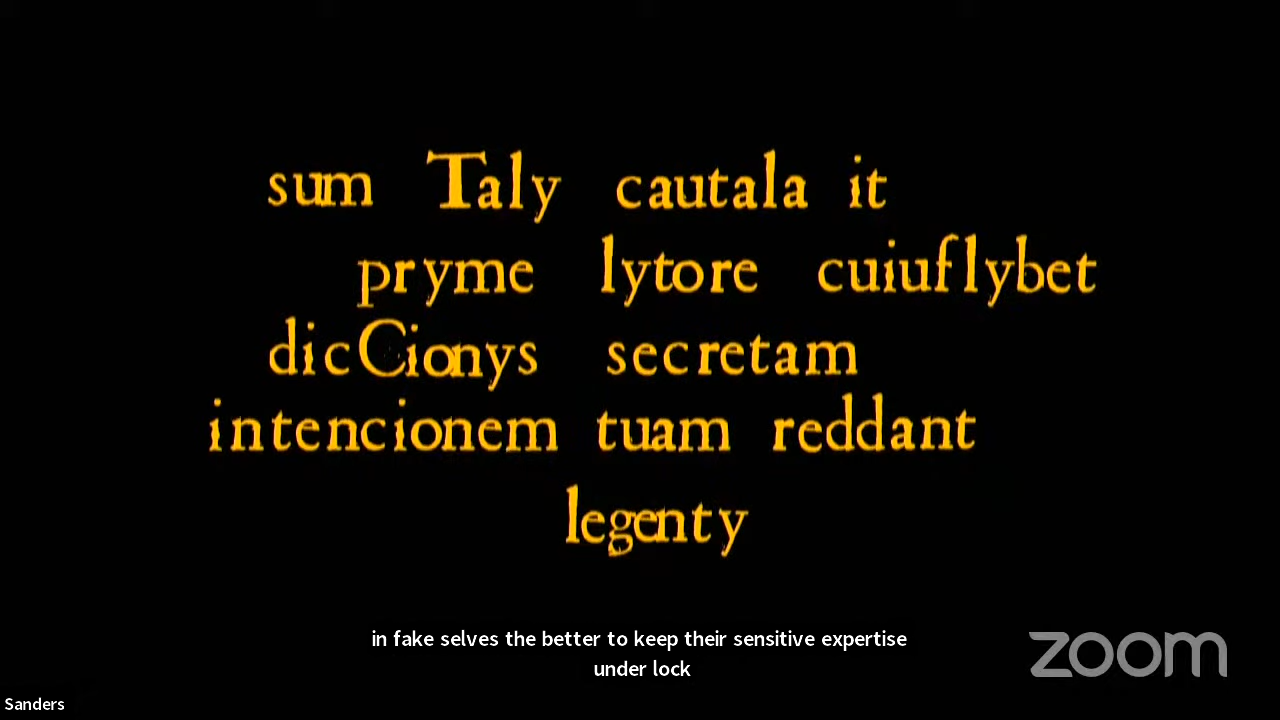 sum Taly cautala it
pryme lytore cuiuflybet
dicCionys secretam
intencionem tuam reddant
legenty
in fake selves the better to keep their sensitive expertise
under lock
zoom
Sanders